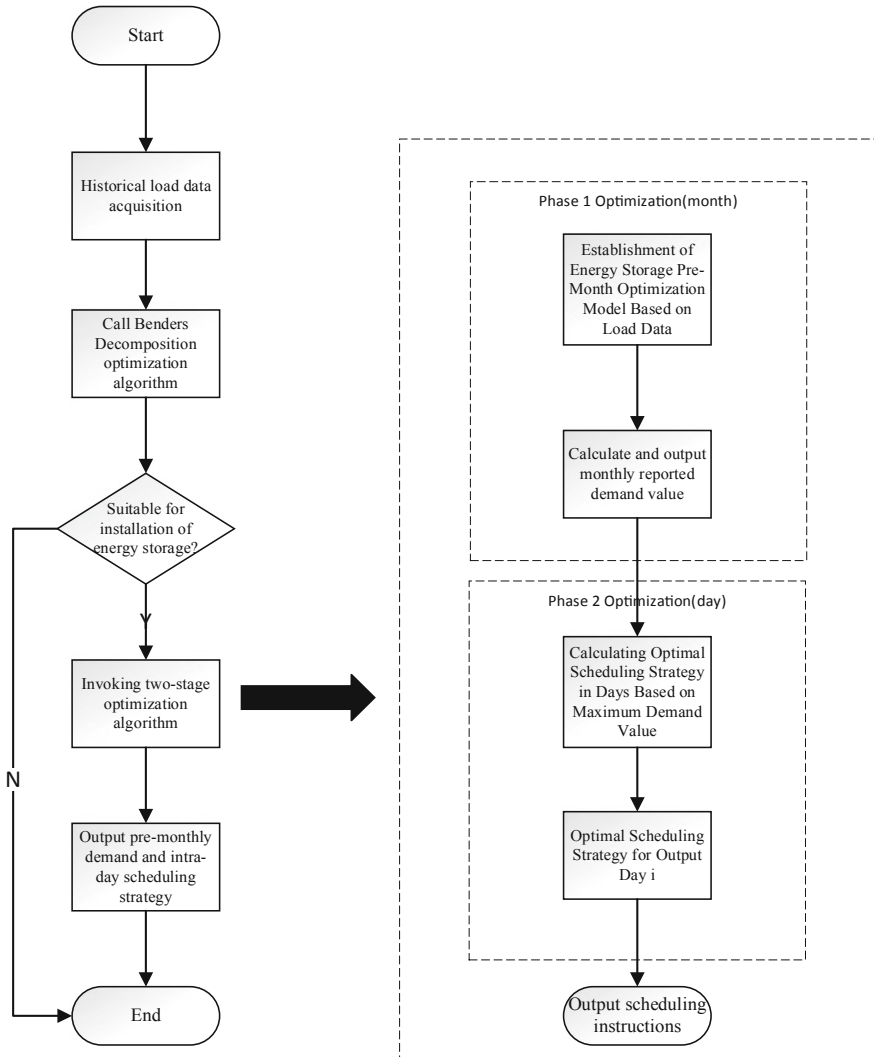 Start
Historical load data
acquisition
Call Benders
Decomposition
optimization
algorithm
Suitable for
installation of
energy storage?
Y
N
Invoking two-stage
optimization
algorithm
Output pre-monthly
demand and intra-
day scheduling
strategy
End
Phase 1 Optimization(month)
Establishment of
Energy Storage Pre-
Month Optimization
Model Based on
Load Data
Calculate and output
monthly reported
demand value
Phase 2 Optimization(day)
Calculating Optimal
Scheduling Strategy
in Days Based on
Maximum Demand
Value
Optimal Scheduling
Strategy for Output
Day i
Output scheduling
instructions